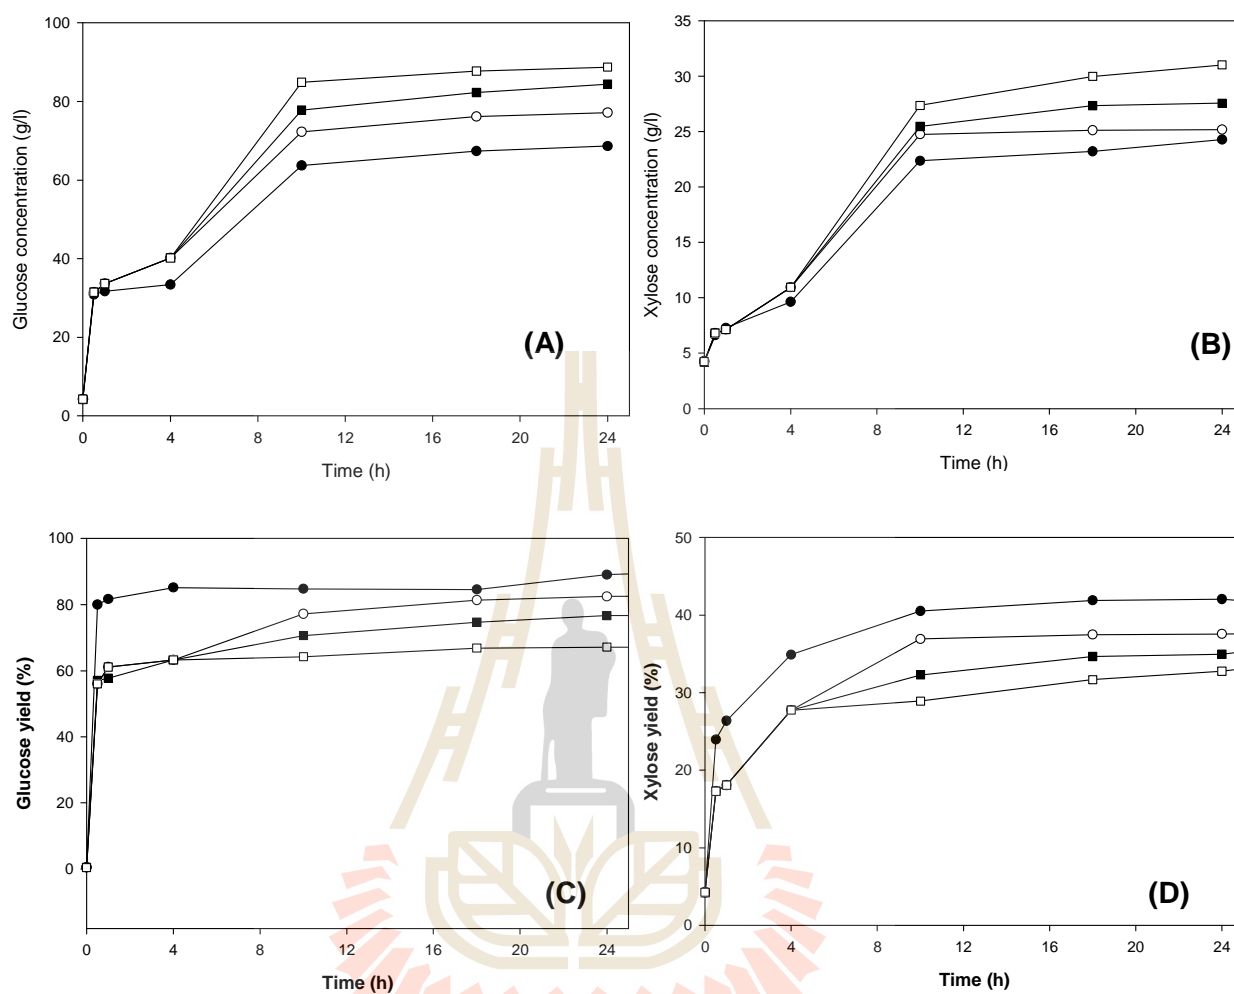 100
80
60
40
20
0
Glucose concentration (g/l)
0 4 8 12 16 20 24
Time (h)
(A)
35
30
25
20
15
10
5
0
Xylose concentration (g/l)
0 4 8 12 16 20 24
Time (h)
(B)
100
80
60
40
20
0
Glucose yield (%)
0 4 8 12 16 20 24
Time (h)
(C)
50
40
30
20
10
0
Xylose yield (%)
0 4 8 12 16 20 24
Time (h)
(D)